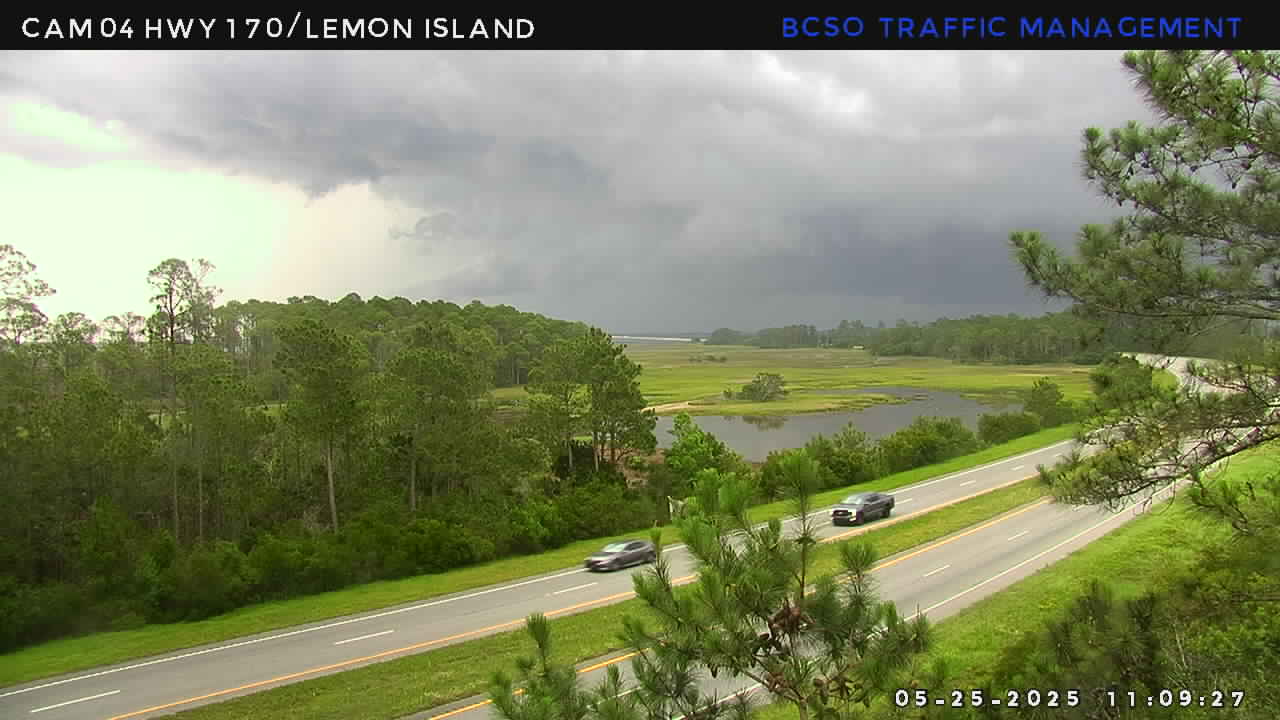 CAM04 HWY 170/LEMON ISLAND
BCSO TRAFFIC MANAGEMENT
05-25-2025 11:09:27